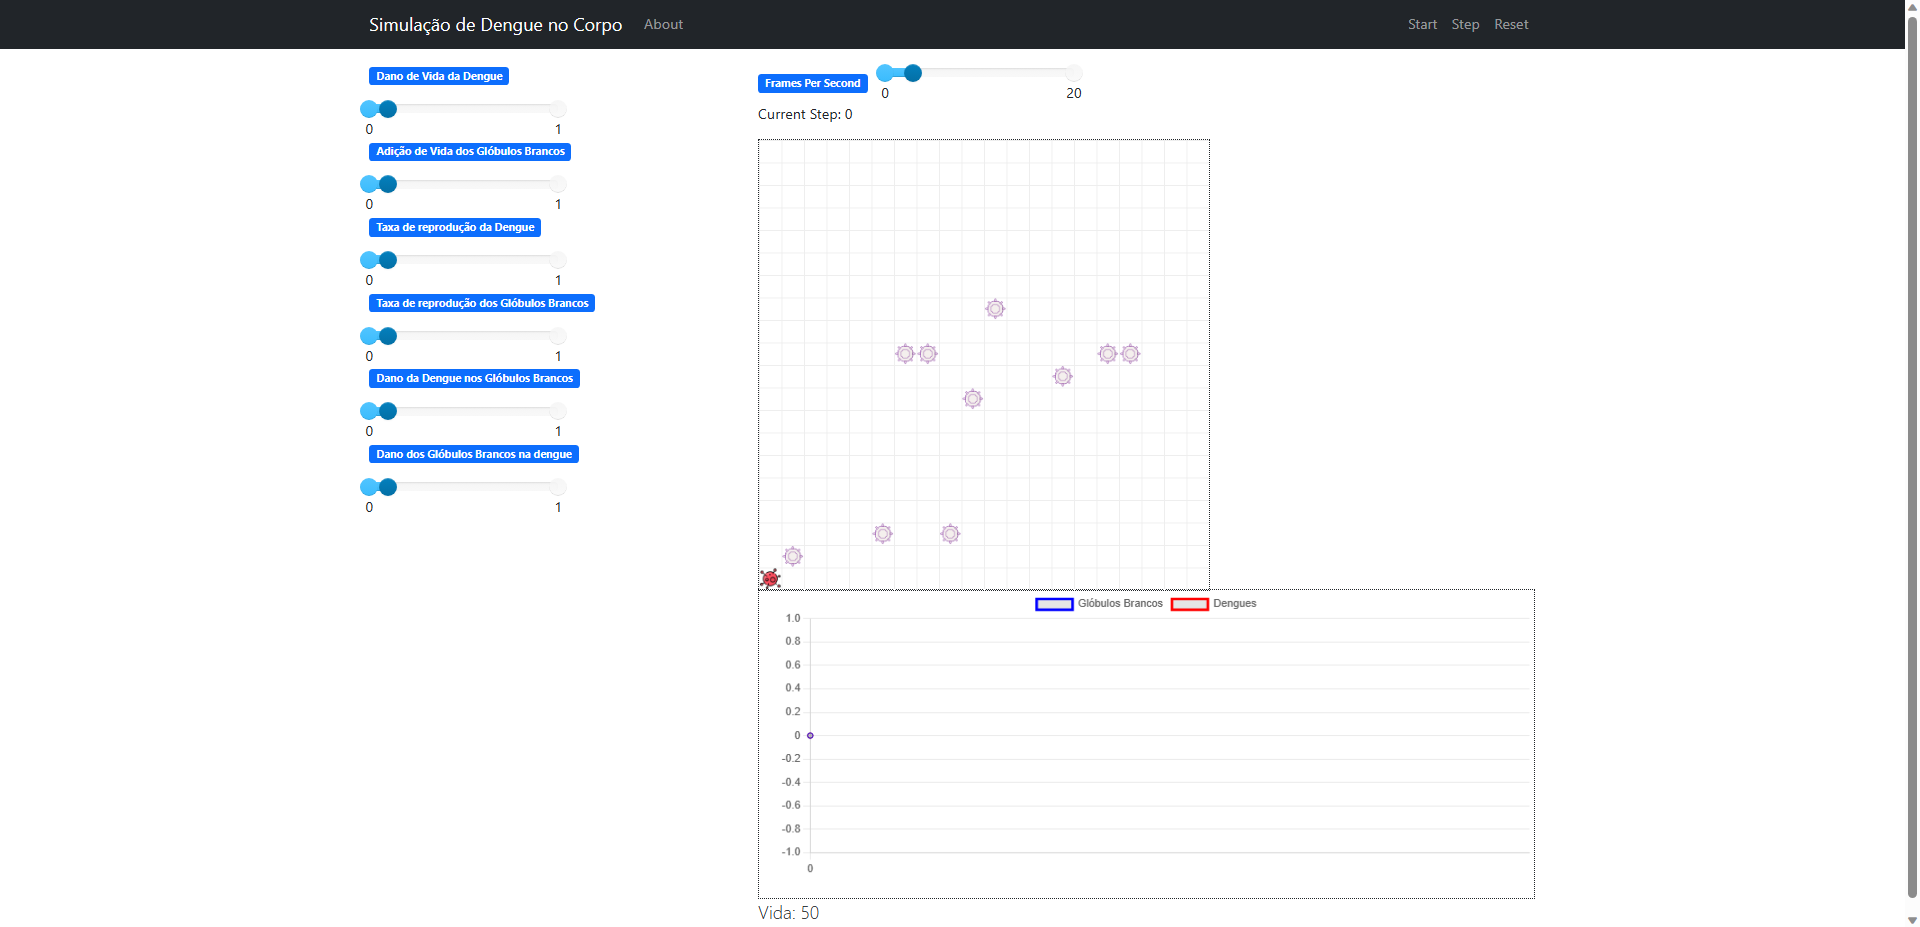 Simulação de Dengue no Corpo About Start Step Reset
Dano de Vida da Dengue
0 1
Adição de Vida dos Glóbulos Brancos
0 1
Taxa de reprodução da Dengue
0 1
Taxa de reprodução dos Glóbulos Brancos
0 1
Dano da Dengue nos Glóbulos Brancos
0 1
Dano dos Glóbulos Brancos na dengue
0 1
Frames Per Second
0 20
Current Step: 0
Glóbulos Brancos Dengues
1.0
0.8
0.6
0.4
0.2
0
-0.2
-0.4
-0.6
-0.8
-1.0
0
Vida: 50